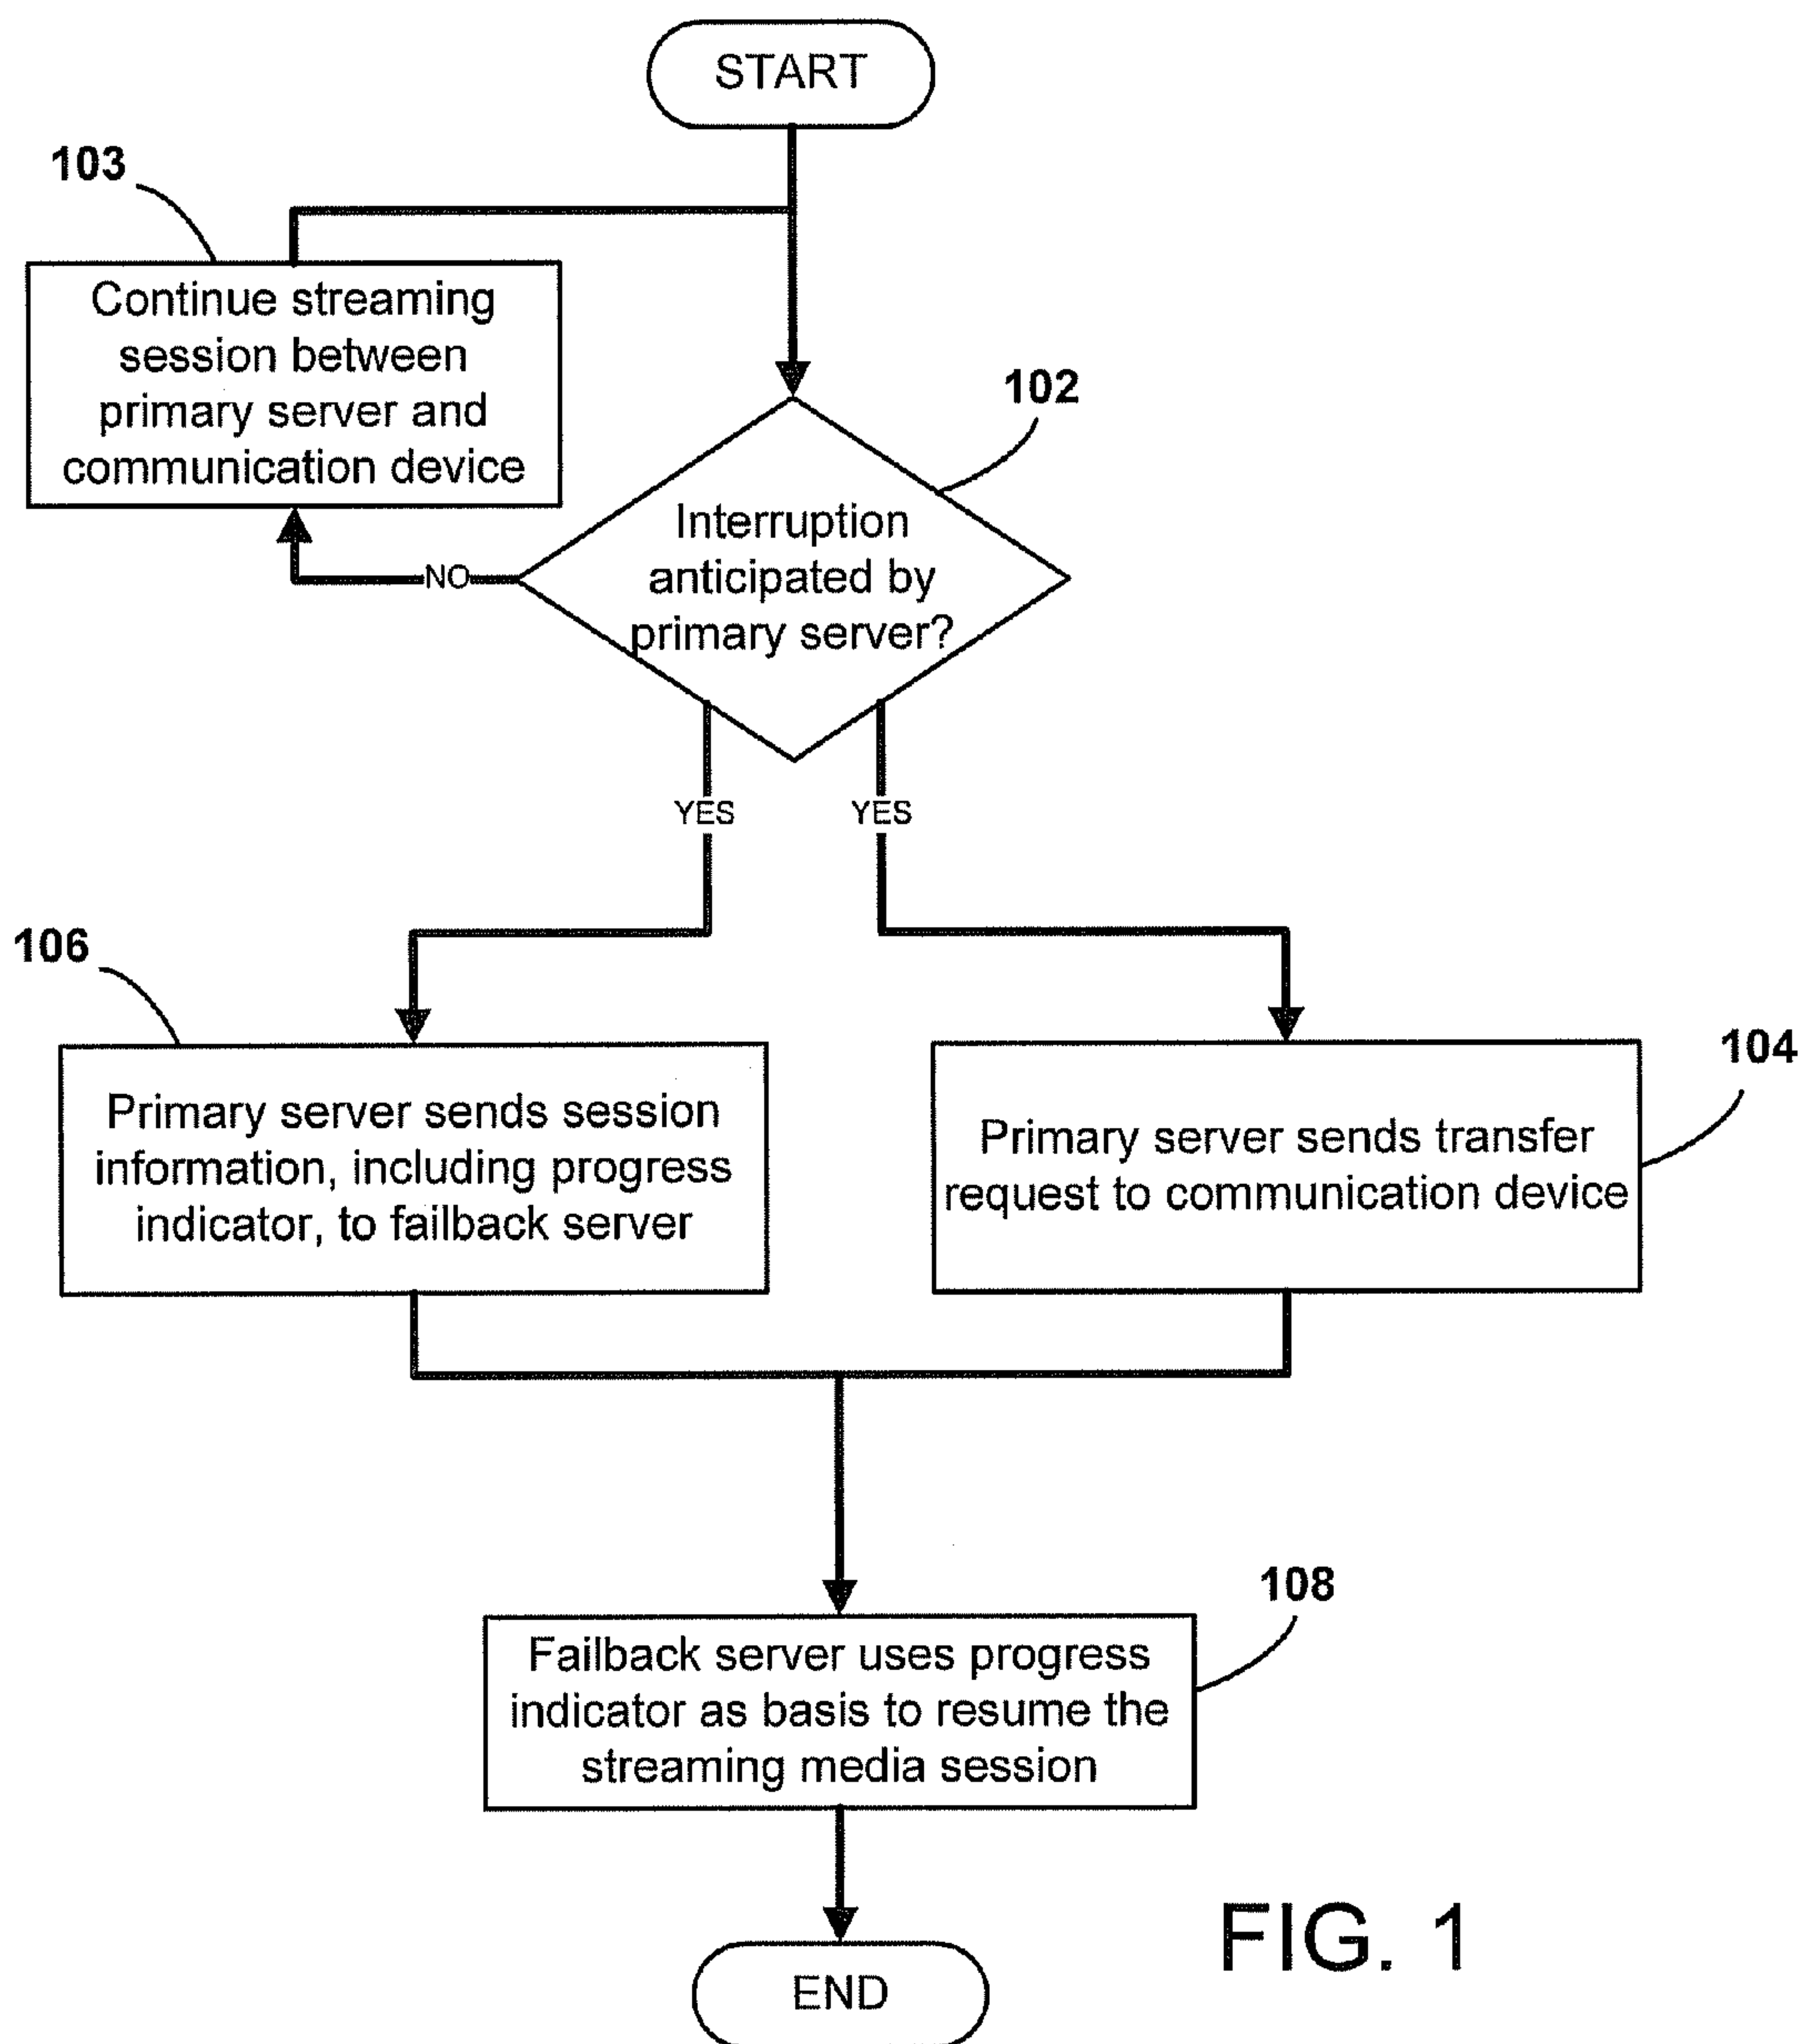 START
103
Continue streaming
session between
primary server and
communication device
102
Interruption
anticipated by
primary server?
NO
YES
YES
106
Primary server sends session
information, including progress
indicator, to failback server
104
Primary server sends transfer
request to communication device
108
Failback server uses progress
indicator as basis to resume the
streaming media session
END
FIG. 1